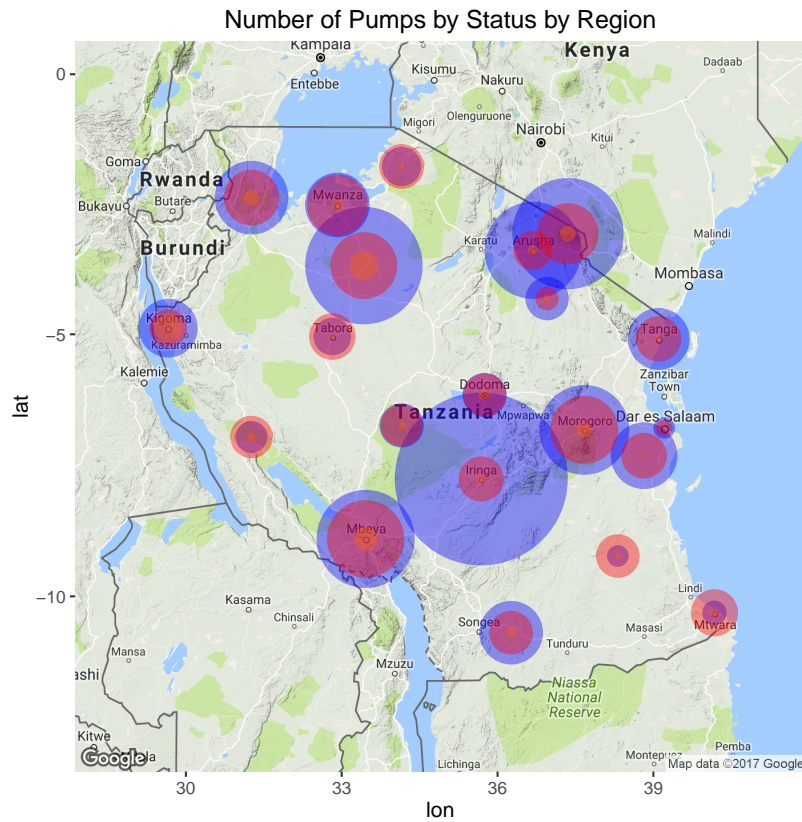 Number of Pumps by Status by Region
Kampala
Kenya
Dadaab
Entebbe
Kisumu
Nakuru
Olenguruone
Migori
Nairobi
Kitui
Goma
Rwanda
Bukavu
Butare
Mwanza
Burundi
Karatu
Arusha
Malindi
Mombasa
Kigoma
Kazuramimba
Tabora
Tanga
Kalemie
Zanzibar
Town
Dodoma
Tanzania
Mpwapwa
Morogoro
Dar es Salaam
Iringa
Mbeya
Kasama
Chinsali
Lindi
Mtwara
Songea
Masasi
Tunduru
Mansa
Mzuzu
ashi
Niassa
National
Reserve
Kitwe
Lichinga
Montepuez
Pemba
Google
Map data ©2017 Google
0
−5
−10
lat
30
33
36
39
lon